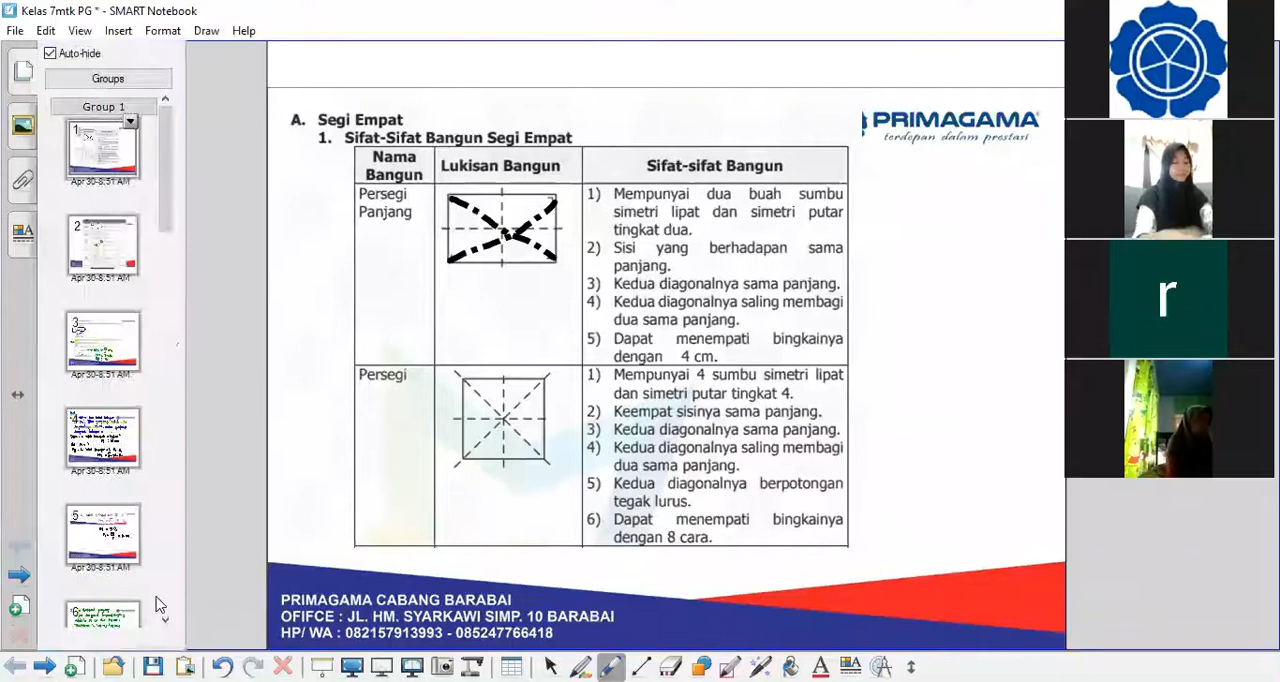 Kelas 7mtk PG * - SMART Notebook
File Edit View Insert Format Draw Help
Auto-hide
Groups
Group 1
1
Apr 30-8:51 AM
2
Apr 30-8:51 AM
3
Apr 30-8:51 AM
4
Apr 30-8:51 AM
5
Apr 30-8:51 AM
6
PRIMAGAMA
terdepan dalam prestasi
A. Segi Empat
1. Sifat-Sifat Bangun Segi Empat
Nama Bangun
Lukisan Bangun
Sifat-sifat Bangun
Persegi
Panjang
1) Mempunyai dua buah sumbu
simetri lipat dan simetri putar
tingkat dua.
2) Sisi yang berhadapan sama
panjang.
3) Kedua diagonalnya sama panjang.
4) Kedua diagonalnya saling membagi
dua sama panjang.
5) Dapat menempati bingkainya
dengan 4 cm.
Persegi
1) Mempunyai 4 sumbu simetri lipat
dan simetri putar tingkat 4.
2) Keempat sisinya sama panjang.
3) Kedua diagonalnya sama panjang.
4) Kedua diagonalnya saling membagi
dua sama panjang.
5) Kedua diagonalnya berpotongan
tegak lurus.
6) Dapat menempati bingkainya
dengan 8 cara.
PRIMAGAMA CABANG BARABAI
OFIFCE : JL. HM. SYARKAWI SIMP. 10 BARABAI
HP/ WA : 082157913993 - 085247766418
r